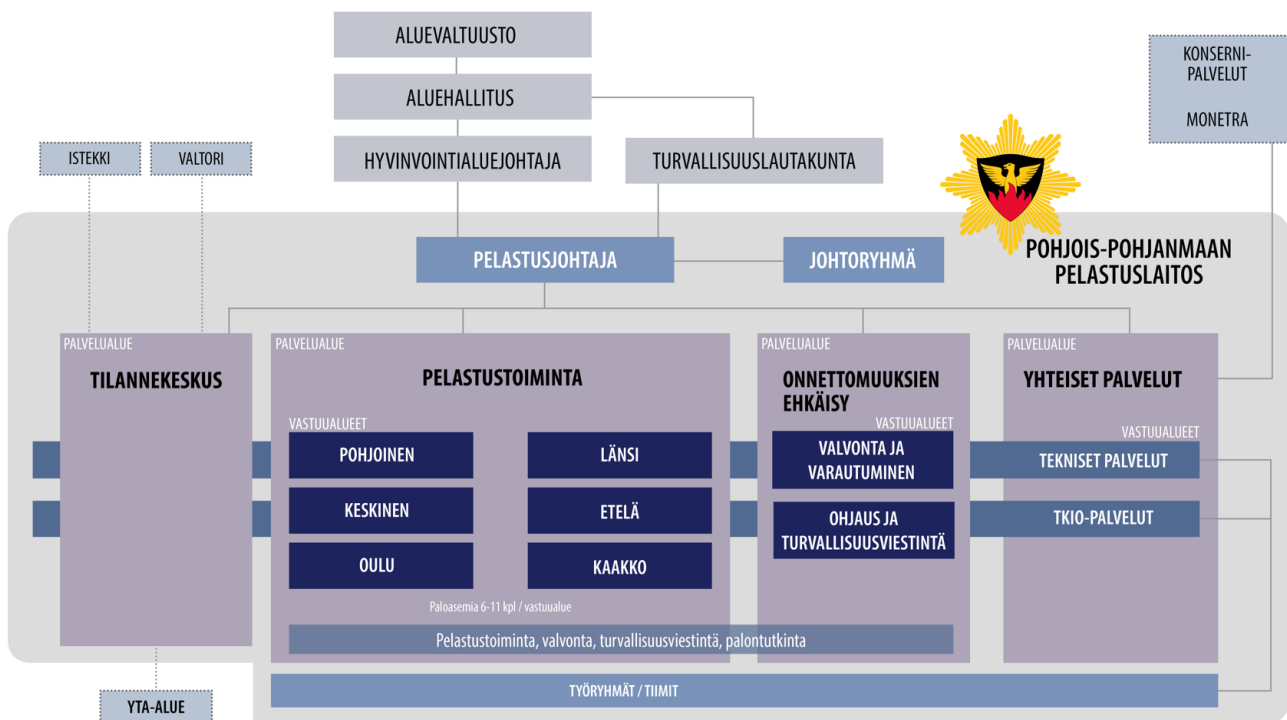 ALUEVALTUUSTO
ALUEHALLITUS
HYVINVOINTIALUEJOHTAJA
TURVALLISUUSLAUTAKUNTA
KONSERNI-
PALVELUT
MONETRA
ISTEKKI
VALTORI
PELASTUSJOHTAJA
JOHTORYHMÄ
POHJOIS-POHJANMAAN
PELASTUSLAITOS
PALVELUALUE
TILANNEKESKUS
PALVELUALUE
PELASTUSTOIMINTA
VASTUUALUEET
POHJOINEN
LÄNSI
KESKINEN
ETELÄ
OULU
KAAKKO
Paloasemia 6-11 kpl / vastuualue
PALVELUALUE
ONNETTOMUUKSIEN
EHKÄISY
VASTUUALUEET
VALVONTA JA
VARAUTUMINEN
OHJAUS JA
TURVALLISUUSVIESTINTÄ
Pelastustoiminta, valvonta, turvallisuusviestintä, palontutkinta
PALVELUALUE
YHTEISET PALVELUT
VASTUUALUEET
TEKNISET PALVELUT
TKIO-PALVELUT
TYÖRYHMÄT / TIIMIT
YTA-ALUE